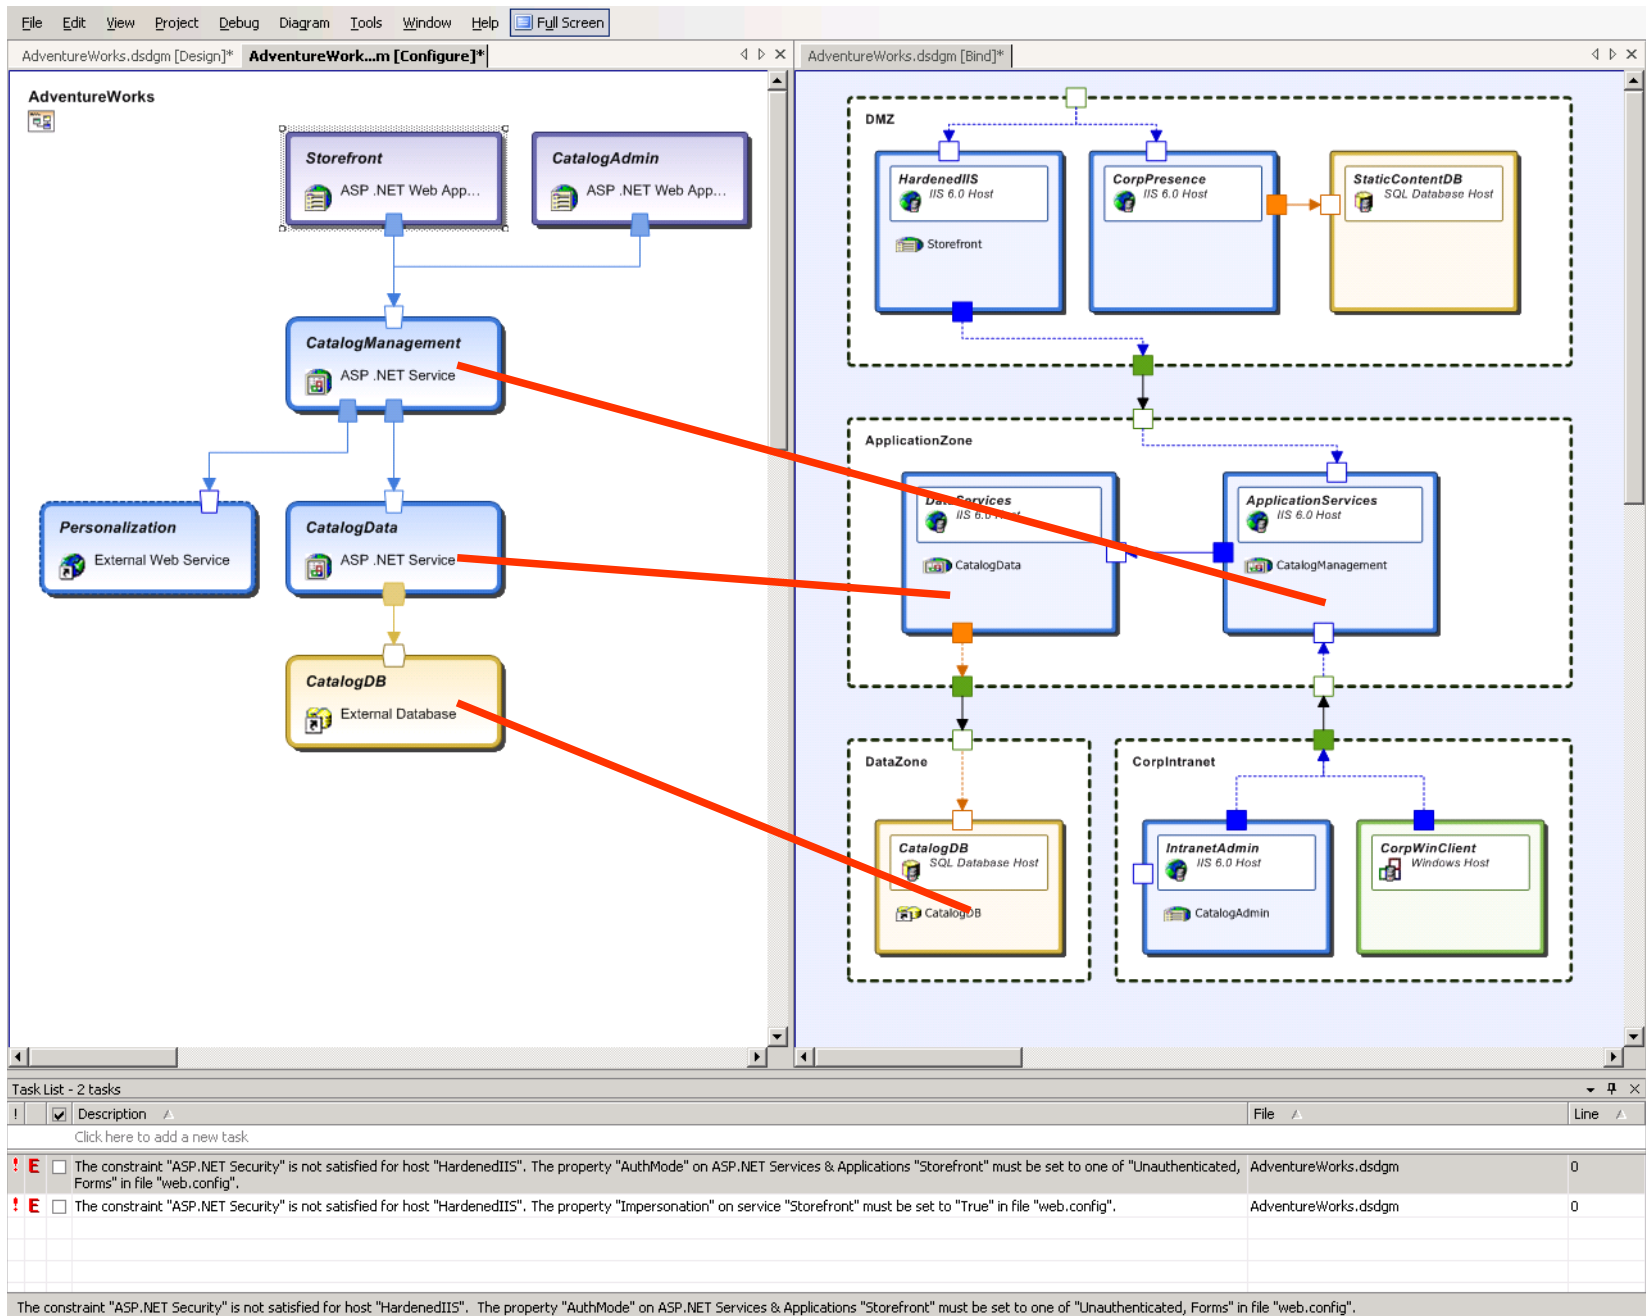 File Edit View Project Debug Diagram Tools Window Help Full Screen
AdventureWorks.dsdgm [Design]* AdventureWork...m [Configure]*
AdventureWorks.dsdgm [Bind]*
AdventureWorks
Storefront
ASP .NET Web App...
CatalogAdmin
ASP .NET Web App...
CatalogManagement
ASP .NET Service
Personalization
External Web Service
CatalogData
ASP .NET Service
CatalogDB
External Database
DMZ
HardenedIIS
IIS 6.0 Host
Storefront
CorpPresence
IIS 6.0 Host
StaticContentDB
SQL Database Host
ApplicationZone
DataServices
IIS 6.0 Host
CatalogData
ApplicationServices
IIS 6.0 Host
CatalogManagement
DataZone
CatalogDB
SQL Database Host
CatalogDB
CorpIntranet
IntranetAdmin
IIS 6.0 Host
CatalogAdmin
CorpWinClient
Windows Host
Task List - 2 tasks
! Description File Line
Click here to add a new task
! E The constraint "ASP.NET Security" is not satisfied for host "HardenedIIS". The property "AuthMode" on ASP.NET Services & Applications "Storefront" must be set to one of "Unauthenticated, AdventureWorks.dsdgm 0
Forms" in file "web.config".
! E The constraint "ASP.NET Security" is not satisfied for host "HardenedIIS". The property "Impersonation" on service "Storefront" must be set to "True" in file "web.config". AdventureWorks.dsdgm 0
The constraint "ASP.NET Security" is not satisfied for host "HardenedIIS". The property "AuthMode" on ASP.NET Services & Applications "Storefront" must be set to one of "Unauthenticated, Forms" in file "web.config".